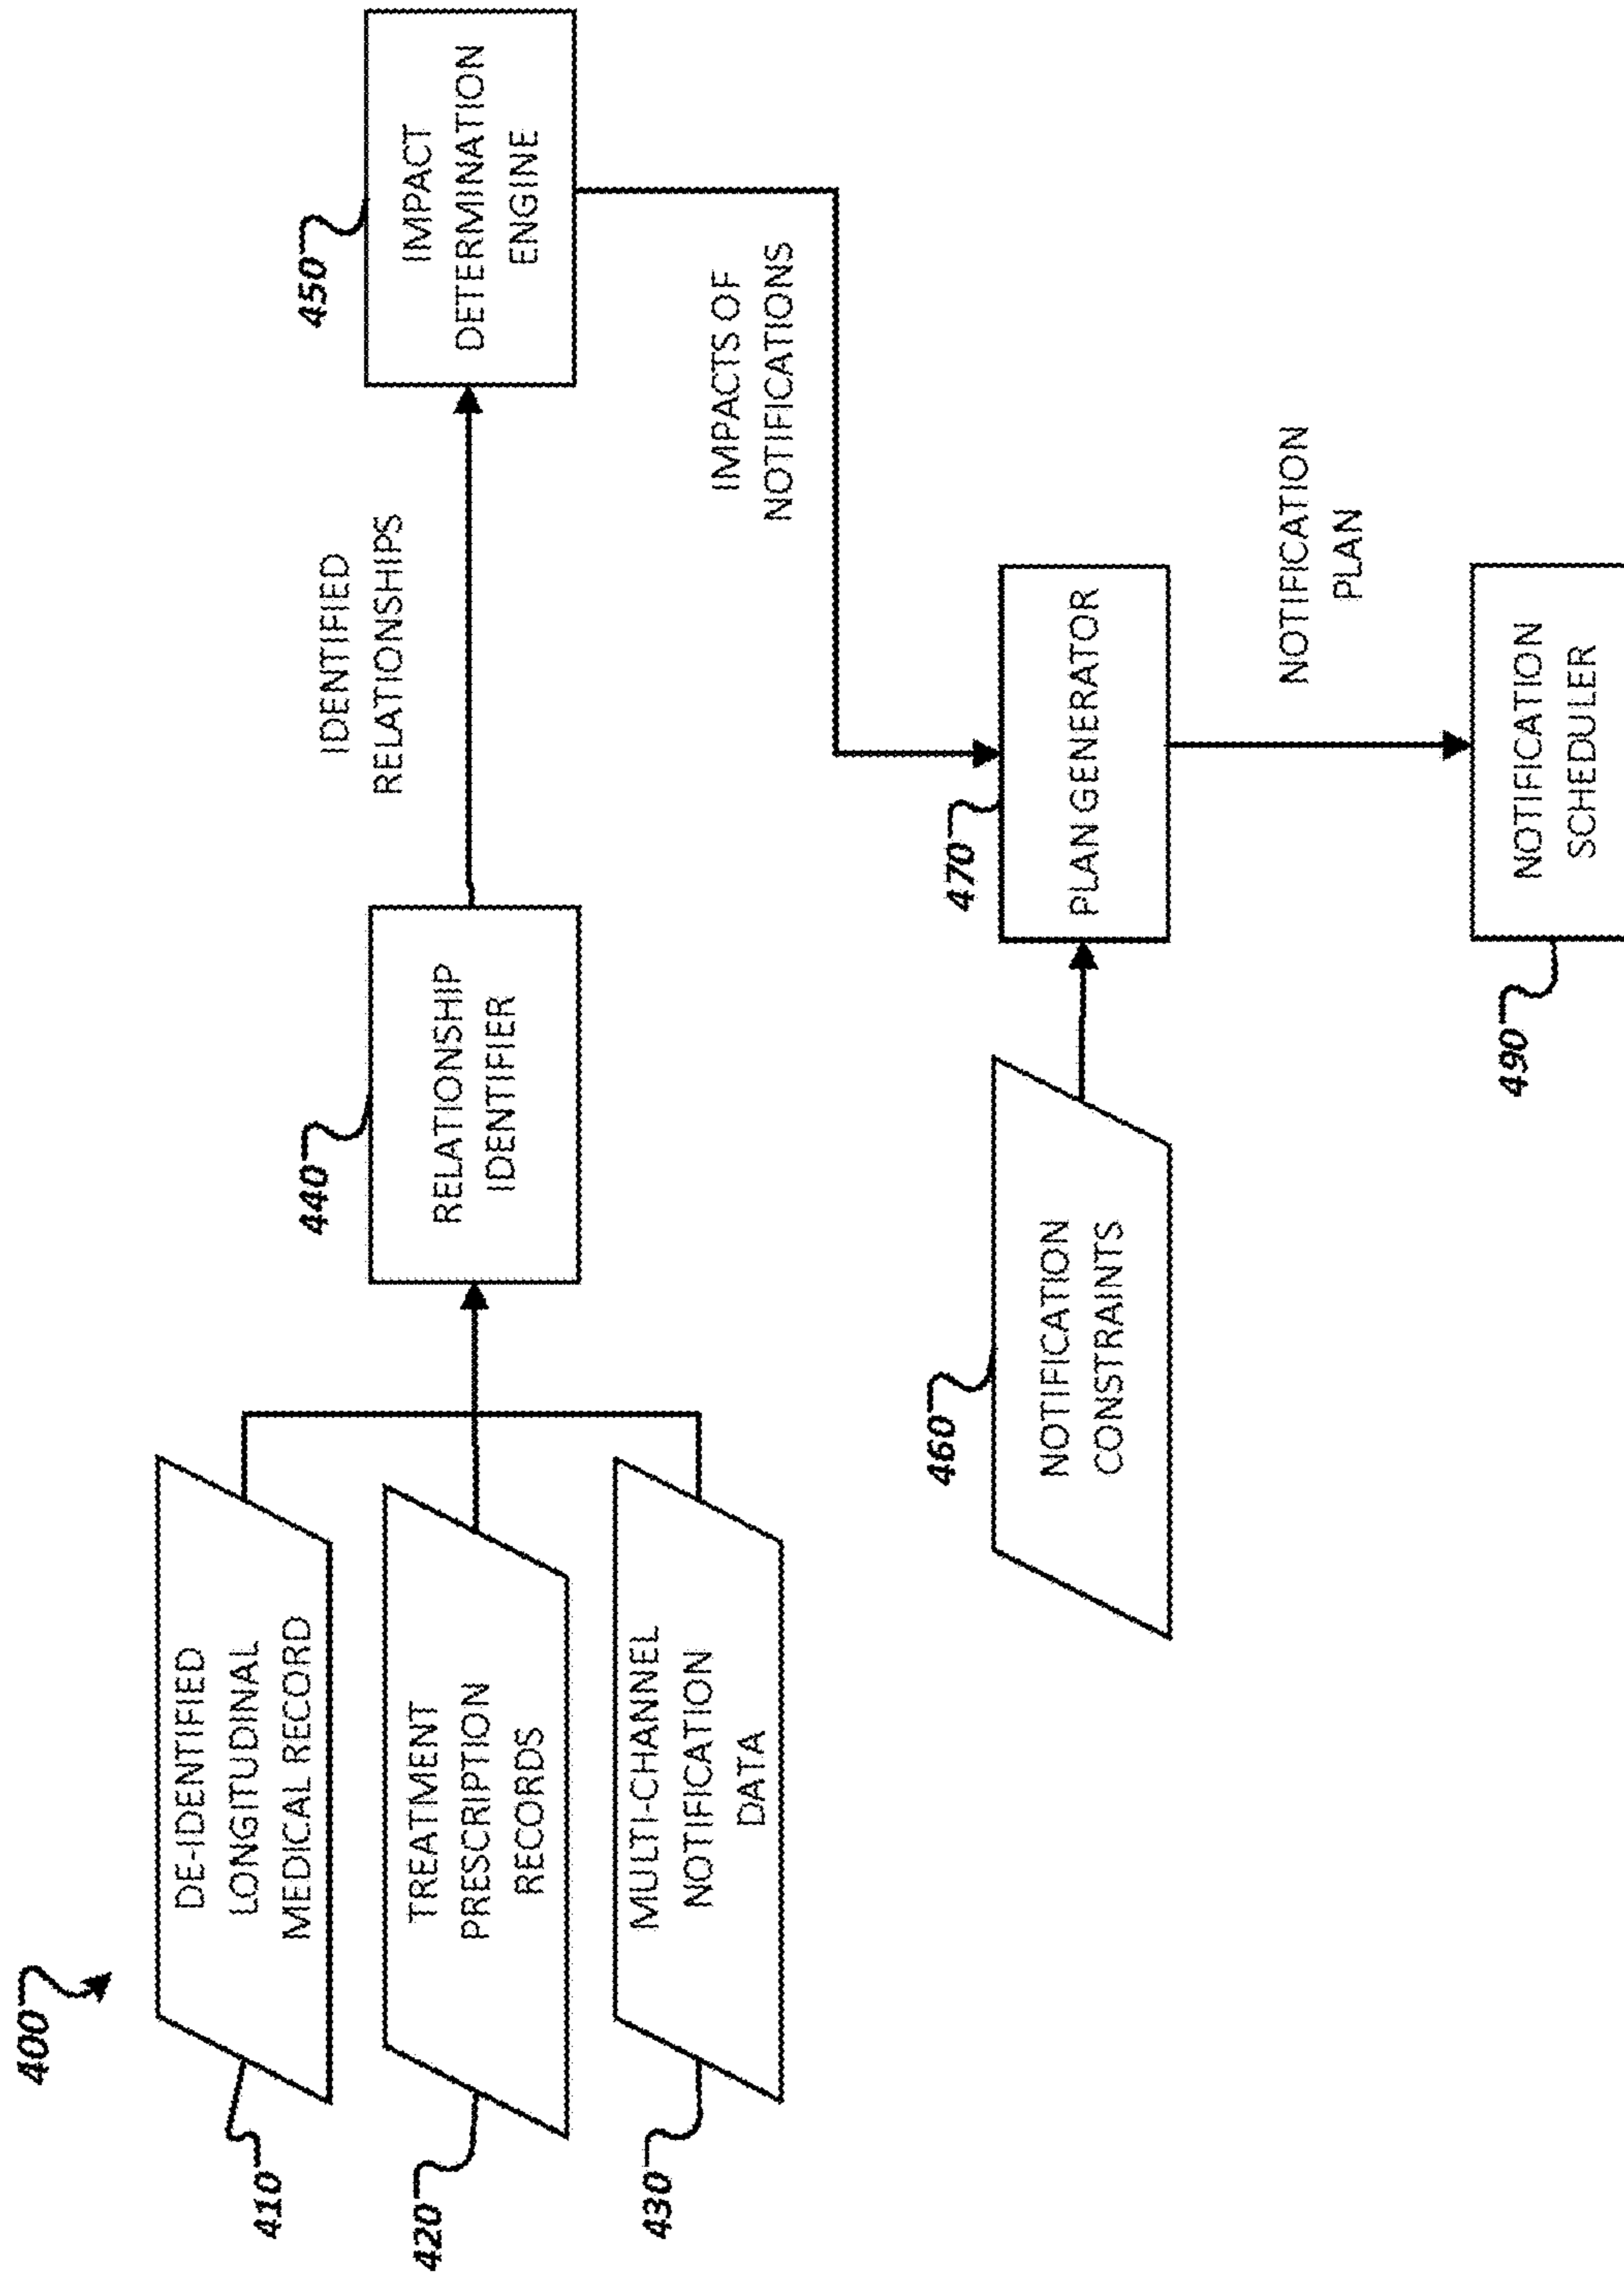 400
410
DE-IDENTIFIED
LONGITUDINAL
MEDICAL RECORD
420
TREATMENT
PRESCRIPTION
RECORDS
430
MULTI-CHANNEL
NOTIFICATION
DATA
440
RELATIONSHIP
IDENTIFIER
IDENTIFIED
RELATIONSHIPS
450
IMPACT
DETERMINATION
ENGINE
IMPACTS OF
NOTIFICATIONS
460
NOTIFICATION
CONSTRAINTS
470
PLAN GENERATOR
NOTIFICATION
PLAN
490
NOTIFICATION
SCHEDULER